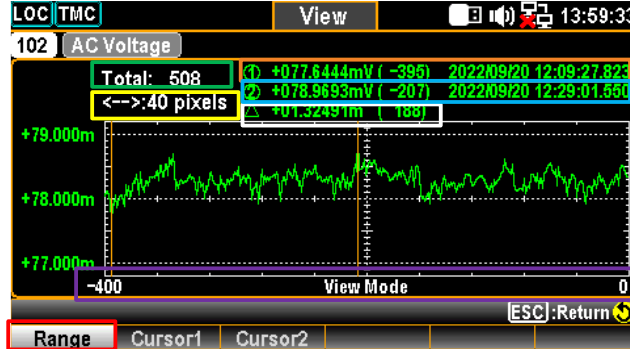 LOC TMC View 13:59:33
102 AC Voltage
Total: 508
<-->:40 pixels
① +077.6444mV ( -395) 2022/09/20 12:09:27.823
② +078.9693mV ( -207) 2022/09/20 12:29:01.550
△ +01.32491m ( 188)
+79.000m
+78.000m
+77.000m
-400 View Mode 0
ESC :Return
Range Cursor1 Cursor2